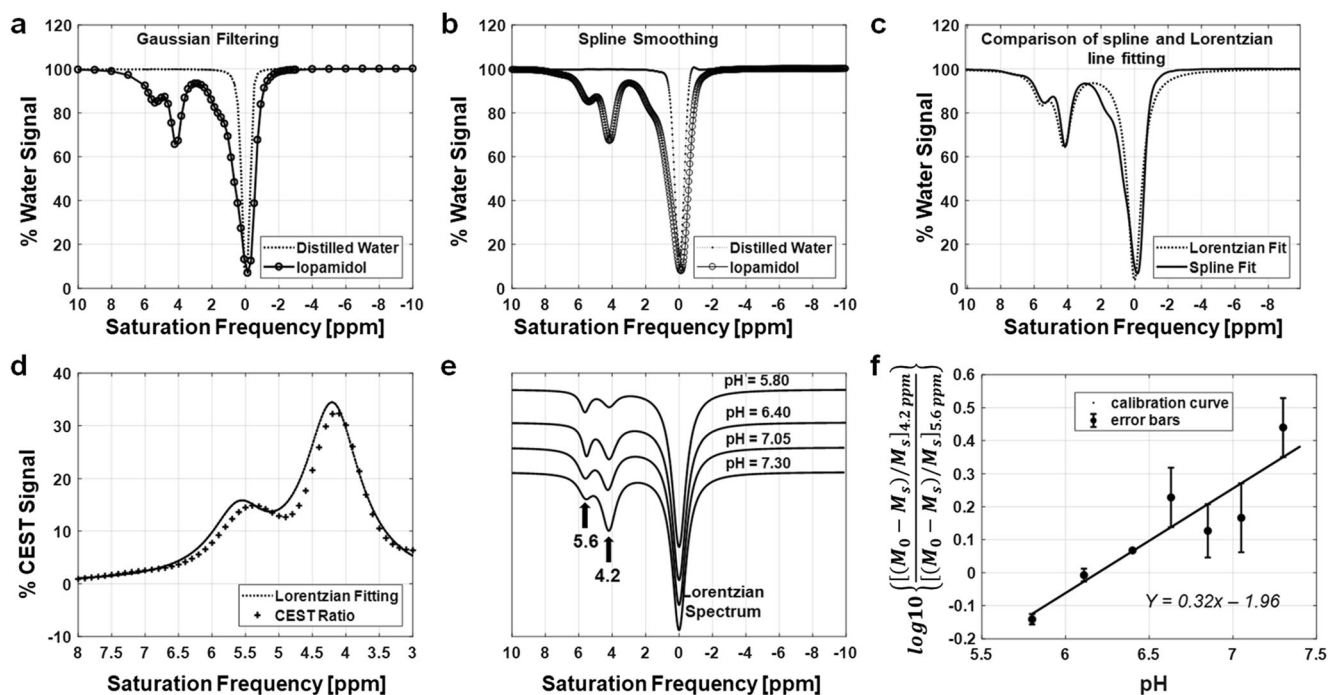 a
Gaussian Filtering
% Water Signal
120
100
80
60
40
20
0
Distilled Water
Iopamidol
10 8 6 4 2 0 -2 -4 -6 -8 -10
Saturation Frequency [ppm]
b
Spline Smoothing
% Water Signal
120
100
80
60
40
20
0
Distilled Water
Iopamidol
10 8 6 4 2 0 -2 -4 -6 -8 -10
Saturation Frequency [ppm]
c
Comparison of spline and Lorentzian
line fitting
% Water Signal
120
100
80
60
40
20
0
Lorentzian Fit
Spline Fit
10 8 6 4 2 0 -2 -4 -6 -8
Saturation Frequency [ppm]
d
% CEST Signal
40
30
20
10
0
-10
Lorentzian Fitting
CEST Ratio
8 7.5 6.5 6 5.5 5 4.5 4 3.5 3
Saturation Frequency [ppm]
e
pH = 5.80
pH = 6.40
pH = 7.05
pH = 7.30
5.6
4.2
Lorentzian
Spectrum
10 8 6 4 2 0 -2 -4 -6 -8 -10
Saturation Frequency [ppm]
f
log10 {([(M0 − Ms)/Ms]4.2 ppm} / {[(M0 − Ms)/Ms]5.6 ppm}
0.6
0.5
0.4
0.3
0.2
0.1
0
-0.1
-0.2
calibration curve
error bars
Y = 0.32x – 1.96
5.5 6 6.5 7 7.5
pH